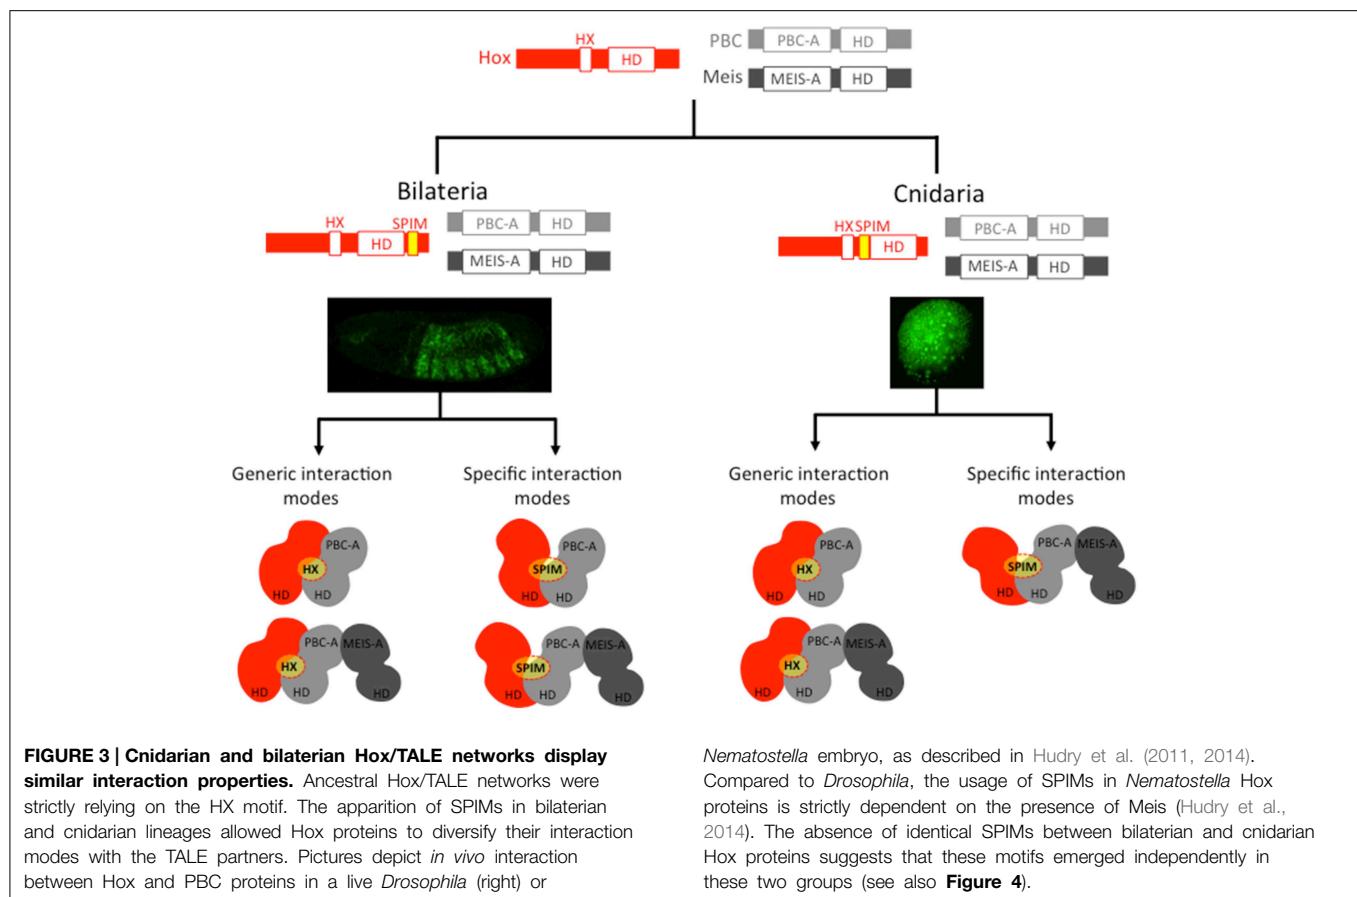 HX
Hox
HD
PBC
PBC-A
HD
Meis
MEIS-A
HD
Bilateria
Cnidaria
HX
SPIM
HD
PBC-A
HD
MEIS-A
HD
HXSPIM
HD
PBC-A
HD
MEIS-A
HD
Generic interaction
modes
Specific interaction
modes
Generic interaction
modes
Specific interaction
modes
PBC-A
HX
HD
HD
PBC-A
SPIM
HD
HD
PBC-A
HX
HD
HD
PBC-A
MEIS-A
SPIM
HD
HD
HD
PBC-A
MEIS-A
HX
HD
HD
HD
PBC-A
MEIS-A
SPIM
HD
HD
HD
PBC-A
MEIS-A
HX
HD
HD
HD
FIGURE 3 | Cnidarian and bilaterian Hox/TALE networks display
similar interaction properties. Ancestral Hox/TALE networks were
strictly relying on the HX motif. The apparition of SPIMs in bilaterian
and cnidarian lineages allowed Hox proteins to diversify their interaction
modes with the TALE partners. Pictures depict in vivo interaction
between Hox and PBC proteins in a live Drosophila (right) or
Nematostella embryo, as described in Hudry et al. (2011, 2014).
Compared to Drosophila, the usage of SPIMs in Nematostella Hox
proteins is strictly dependent on the presence of Meis (Hudry et al.,
2014). The absence of identical SPIMs between bilaterian and cnidarian
Hox proteins suggests that these motifs emerged independently in
these two groups (see also Figure 4).